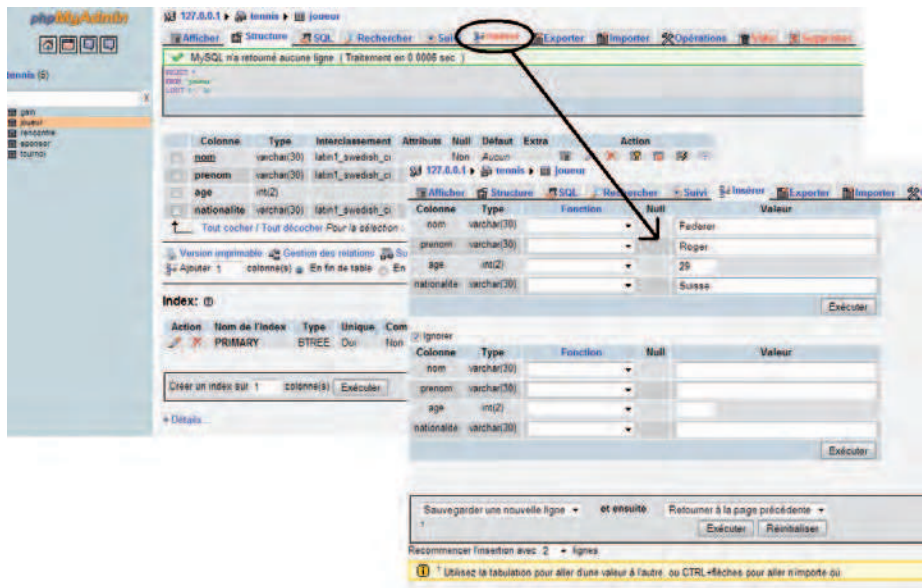 phpMyAdmin
tennis (5)
gain
joueur
rencontre
sponsor
tournoi
127.0.0.1 ▸ tennis ▸ joueur
Afficher Structure SQL Rechercher Suivi Insérer Exporter Importer Opérations Vider Supprimer
MySQL n'a retourné aucune ligne. ( Traitement en 0.0006 sec. )
SELECT *
FROM `joueur`
Colonne Type Interclassement Attributs Null Défaut Extra Action
nom varchar(30) latin1_swedish_ci Non Aucun
prenom varchar(30) latin1_swedish_ci
age int(2)
nationalite varchar(30) latin1_swedish_ci
Tout cocher / Tout décocher Pour la sélection :
Version imprimable Gestion des relations
Ajouter 1 colonne(s) En fin de table En
Index:
Action Nom de l'index Type Unique Com
PRIMARY BTREE Oui Non
Créer un index sur 1 colonne(s) Exécuter
+ Détails...
127.0.0.1 ▸ tennis ▸ joueur
Afficher Structure SQL Rechercher Suivi Insérer Exporter Importer
Colonne Type Fonction Null Valeur
nom varchar(30) Federer
prenom varchar(30) Roger
age int(2) 29
nationalite varchar(30) Suisse
Exécuter
Ignorer
Colonne Type Fonction Null Valeur
nom varchar(30)
prenom varchar(30)
age int(2)
nationalite varchar(30)
Exécuter
Sauvegarder une nouvelle ligne et ensuite Retourner à la page précédente
Exécuter Réinitialiser
Recommencer l'insertion avec 2 lignes
Utilisez la tabulation pour aller d'une valeur à l'autre, ou CTRL+flèches pour aller n'importe où